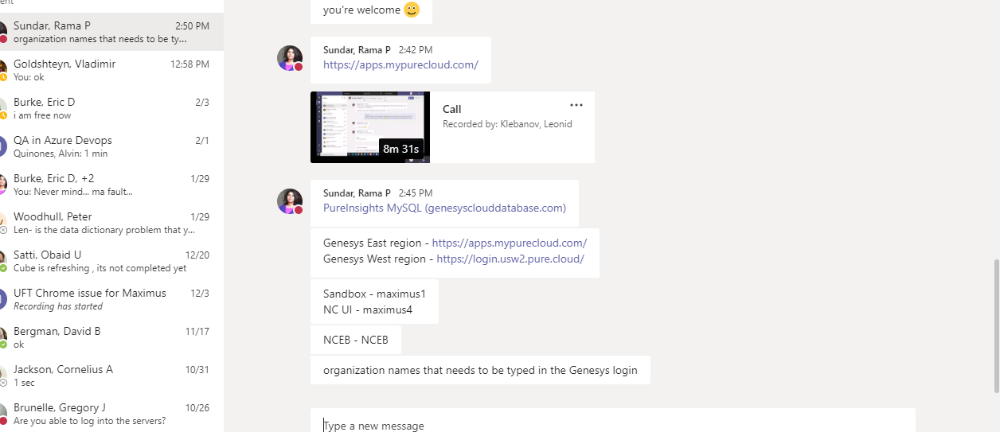 Sundar, Rama P 2:50 PM
organization names that needs to be ty...
Goldshteyn, Vladimir 12:58 PM
You: ok
Burke, Eric D 2/3
i am free now
QA in Azure Devops 2/1
Quinones, Alvin: 1 min
Burke, Eric D, +2 1/29
You: Never mind... ma fault...
Woodhull, Peter 1/29
Len- is the data dictionary problem that y...
Satti, Obaid U 12/20
Cube is refreshing , its not completed yet
UFT Chrome issue for Maximus 12/3
Recording has started
Bergman, David B 11/17
ok
Jackson, Cornelius A 10/31
1 sec
Brunelle, Gregory J 10/26
Are you able to log into the servers?
you're welcome
Sundar, Rama P 2:42 PM
https://apps.mypurecloud.com/
Call
Recorded by: Klebanov, Leonid
8m 31s
Sundar, Rama P 2:45 PM
PureInsights MySQL (genesysclouddatabase.com)
Genesys East region - https://apps.mypurecloud.com/
Genesys West region - https://login.usw2.pure.cloud/
Sandbox - maximus1
NC UI - maximus4
NCEB - NCEB
organization names that needs to be typed in the Genesys login
Type a new message